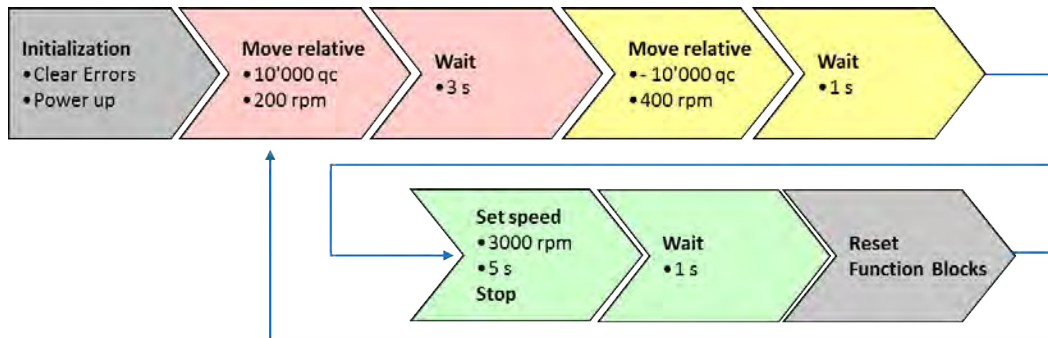 Initialization
•Clear Errors
•Power up
Move relative
•10'000 qc
•200 rpm
Wait
•3 s
Move relative
•- 10'000 qc
•400 rpm
Wait
•1 s
Set speed
•3000 rpm
•5 s
Stop
Wait
•1 s
Reset
Function Blocks